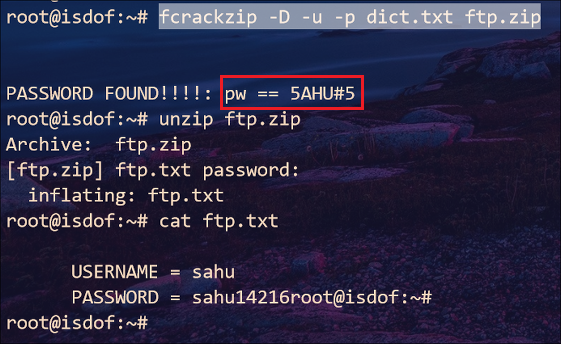 root@isdof:~# fcrackzip -D -u -p dict.txt ftp.zip
PASSWORD FOUND!!!!: pw == 5AHU#5
root@isdof:~# unzip ftp.zip
Archive:  ftp.zip
[ftp.zip] ftp.txt password:
  inflating: ftp.txt
root@isdof:~# cat ftp.txt
USERNAME = sahu
PASSWORD = sahu14216root@isdof:~#
root@isdof:~#